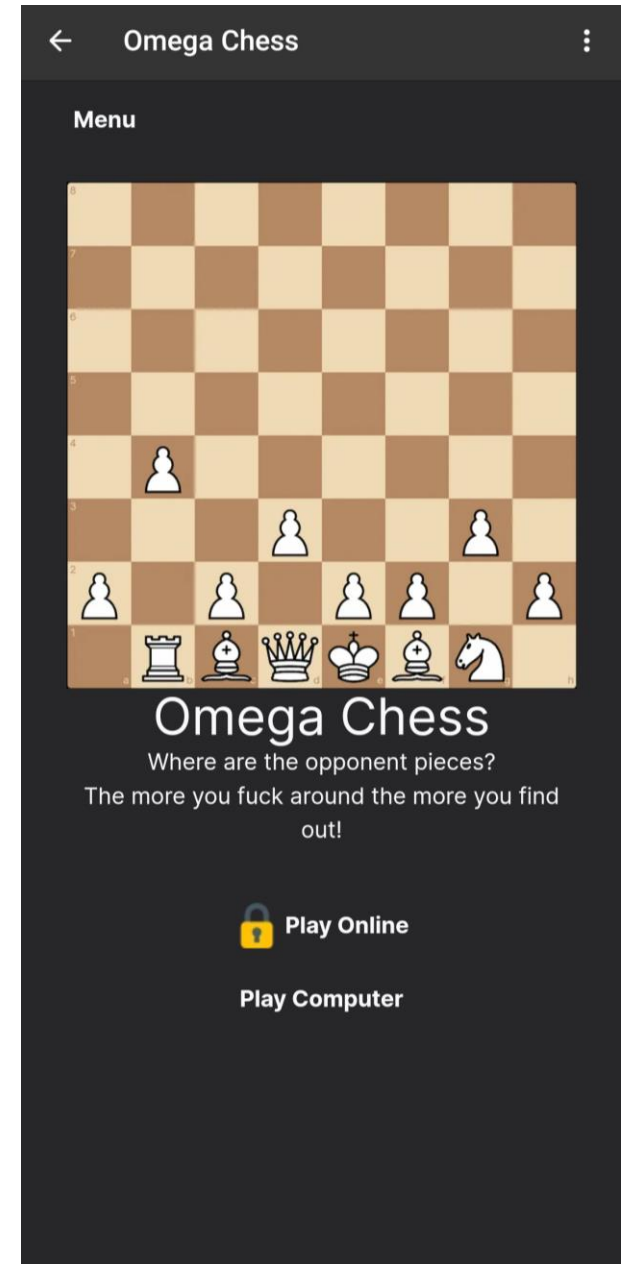 Omega Chess
Menu
8
7
6
5
4
3
2
1
a
b
c
d
e
f
g
h
Omega Chess
Where are the opponent pieces?
The more you fuck around the more you find
out!
Play Online
Play Computer